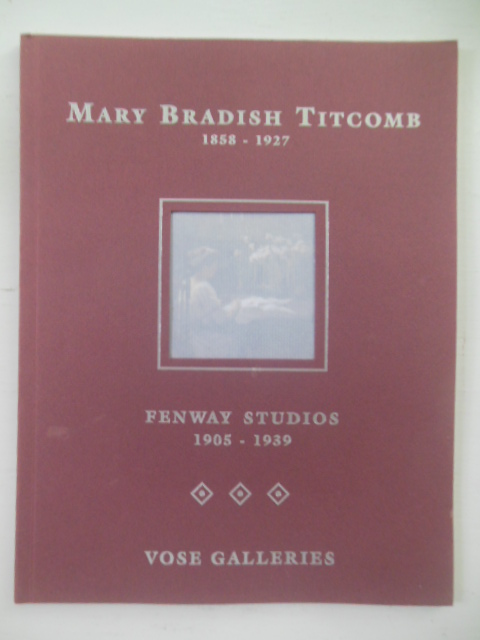 MARY BRADISH TITCOMB
1858 - 1927
FENWAY STUDIOS
1905 - 1939
VOSE GALLERIES